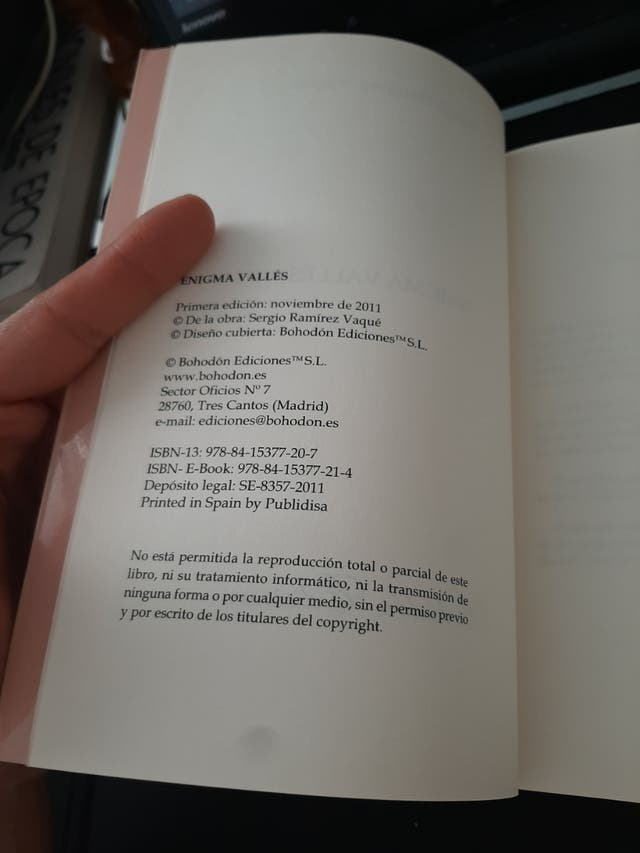 lenovo
DE EPOCA
ENIGMA VALLÉS
Primera edición: noviembre de 2011
© De la obra: Sergio Ramírez Vaqué
© Diseño cubierta: Bohodón Ediciones™S.L.
© Bohodón Ediciones™S.L.
www.bohodon.es
Sector Oficios Nº 7
28760, Tres Cantos (Madrid)
e-mail: ediciones@bohodon.es
ISBN-13: 978-84-15377-20-7
ISBN- E-Book: 978-84-15377-21-4
Depósito legal: SE-8357-2011
Printed in Spain by Publidisa
No está permitida la reproducción total o parcial de este
libro, ni su tratamiento informático, ni la transmisión de
ninguna forma o por cualquier medio, sin el permiso previo
y por escrito de los titulares del copyright.